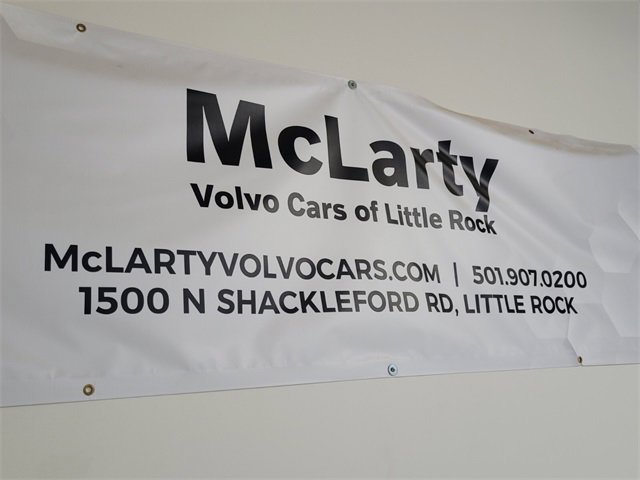 McLarty
Volvo Cars of Little Rock
McLARTYVOLVOCARS.COM | 501.907.0200
1500 N SHACKLEFORD RD, LITTLE ROCK